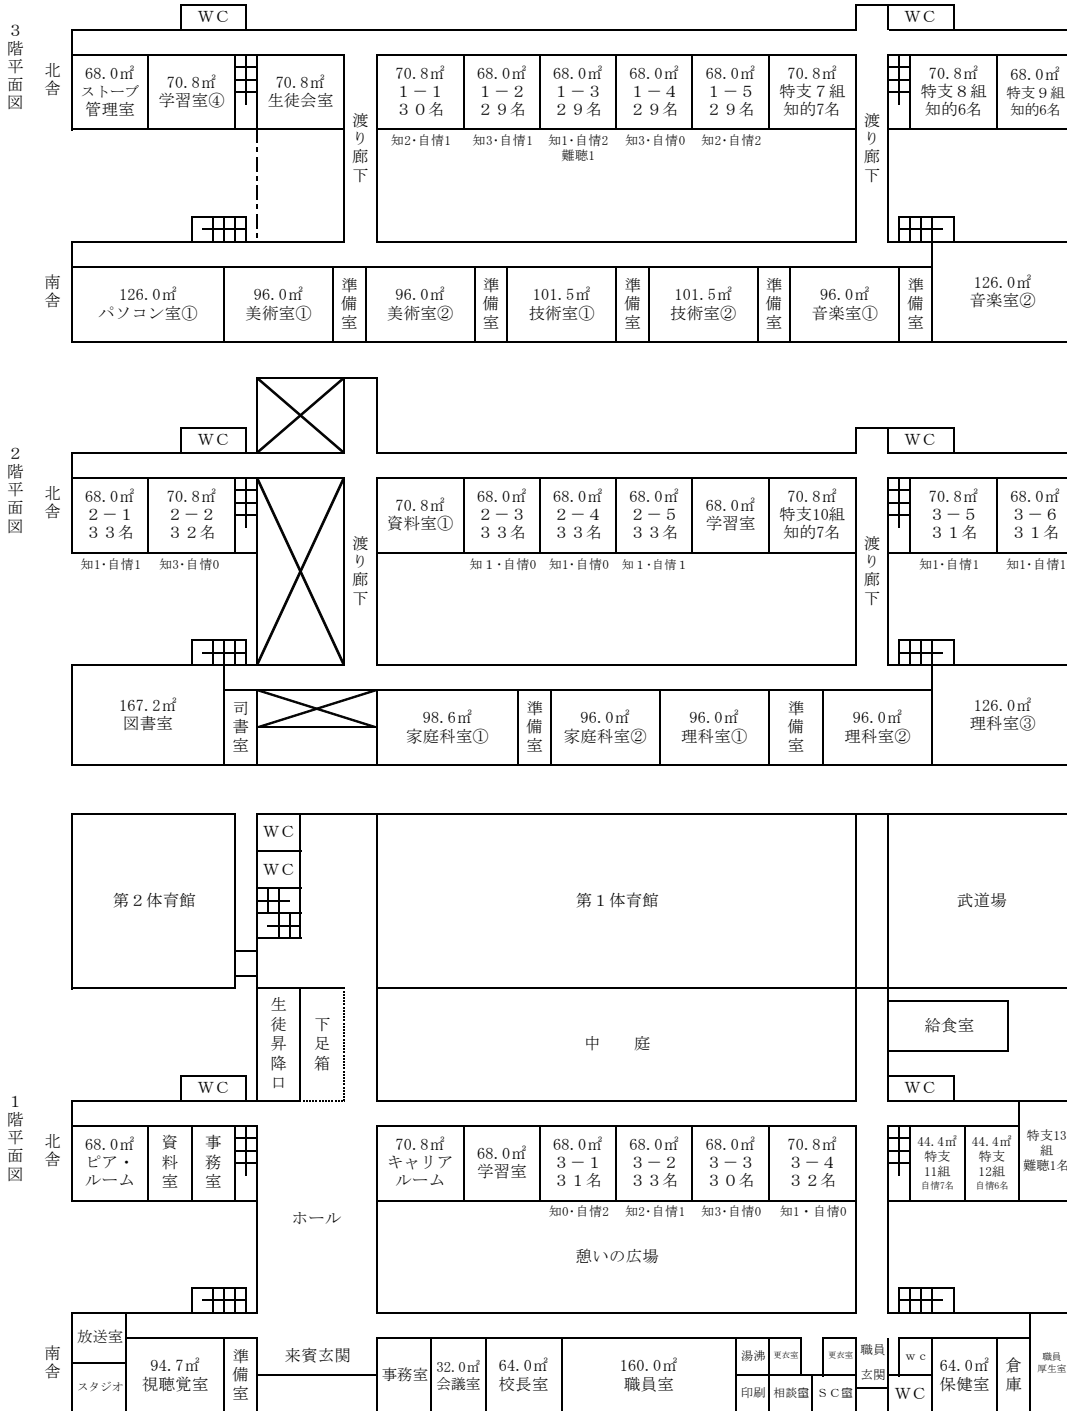 ３階平面図
WC
WC
北舎
68.0㎡
ストーブ
管理室
70.8㎡
学習室④
70.8㎡
生徒会室
渡り廊下
70.8㎡
１－１
３０名
68.0㎡
１－２
２９名
68.0㎡
１－３
２９名
68.0㎡
１－４
２９名
68.0㎡
１－５
２９名
70.8㎡
特支７組
知的7名
渡り廊下
70.8㎡
特支８組
知的6名
68.0㎡
特支９組
知的6名
知2･自情1
知3･自情1
知1･自情2
難聴1
知3･自情0
知2･自情2
南舎
126.0㎡
パソコン室①
96.0㎡
美術室①
準備室
96.0㎡
美術室②
準備室
101.5㎡
技術室①
準備室
101.5㎡
技術室②
準備室
96.0㎡
音楽室①
準備室
126.0㎡
音楽室②
２階平面図
WC
WC
北舎
68.0㎡
２－１
３３名
70.8㎡
２－２
３２名
渡り廊下
70.8㎡
資料室①
68.0㎡
２－３
３３名
68.0㎡
２－４
３３名
68.0㎡
２－５
３３名
68.0㎡
学習室
70.8㎡
特支10組
知的7名
渡り廊下
70.8㎡
３－５
３１名
68.0㎡
３－６
３１名
知1･自情1
知3･自情0
知１･自情0
知1･自情0
知１･自情１
知1･自情1
知1･自情1
167.2㎡
図書室
司書室
98.6㎡
家庭科室①
準備室
96.0㎡
家庭科室②
96.0㎡
理科室①
準備室
96.0㎡
理科室②
126.0㎡
理科室③
第２体育館
WC
WC
第１体育館
武道場
生徒昇降口
下足箱
中　庭
給食室
１階平面図
WC
WC
北舎
68.0㎡
ピア・
ルーム
資料室
事務室
70.8㎡
キャリア
ルーム
68.0㎡
学習室
68.0㎡
３－１
３１名
68.0㎡
３－２
３３名
68.0㎡
３－３
３０名
70.8㎡
３－４
３２名
44.4㎡
特支
11組
自情7名
44.4㎡
特支
12組
自情6名
特支13
組
難聴1名
知0･自情2
知2･自情1
知3･自情0
知1・自情0
ホール
憩いの広場
南舎
放送室
スタジオ
94.7㎡
視聴覚室
準備室
来賓玄関
事務室
32.0㎡
会議室
64.0㎡
校長室
160.0㎡
職員室
湯沸
更衣室
更衣室
印刷
相談室
ＳＣ室
職員
玄関
ｗｃ
WC
64.0㎡
保健室
倉庫
職員
厚生室